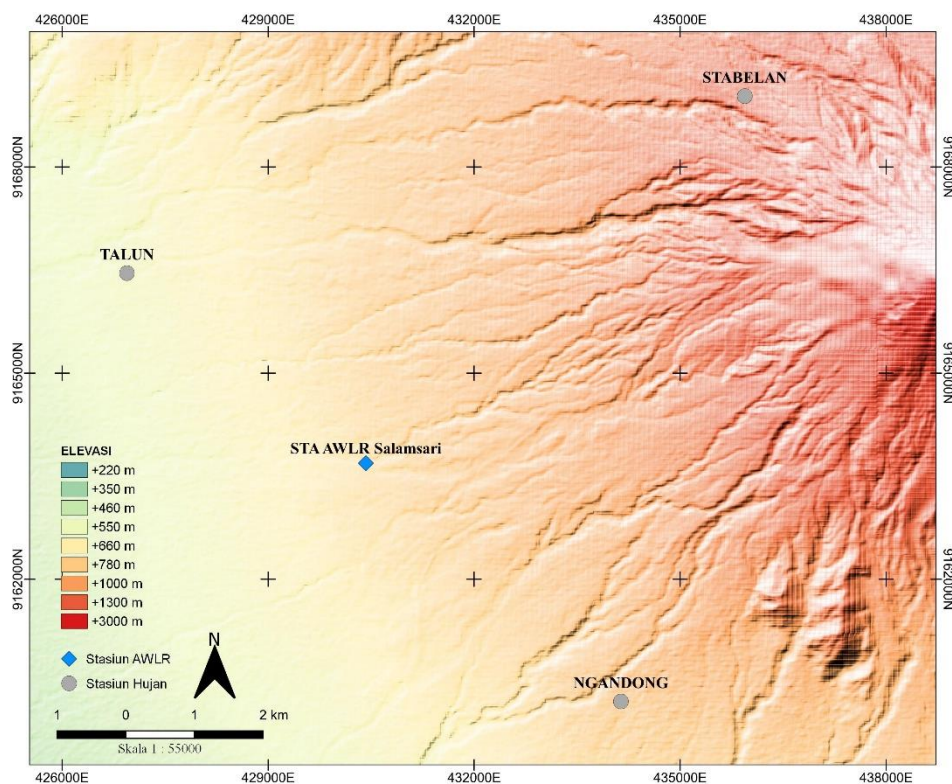 426000E 429000E 432000E 435000E 438000E
STABELAN
9168000N 9168000N
TALUN
9165000N 9165000N
STA AWLR Salamsari
ELEVASI
+220 m
+350 m
+460 m
+550 m
+660 m
+780 m
+1000 m
+1300 m
+3000 m
9162000N 9162000N
N
Stasiun AWLR
Stasiun Hujan
NGANDONG
1 0 1 2 km
Skala 1 : 55000
426000E 429000E 432000E 435000E 438000E